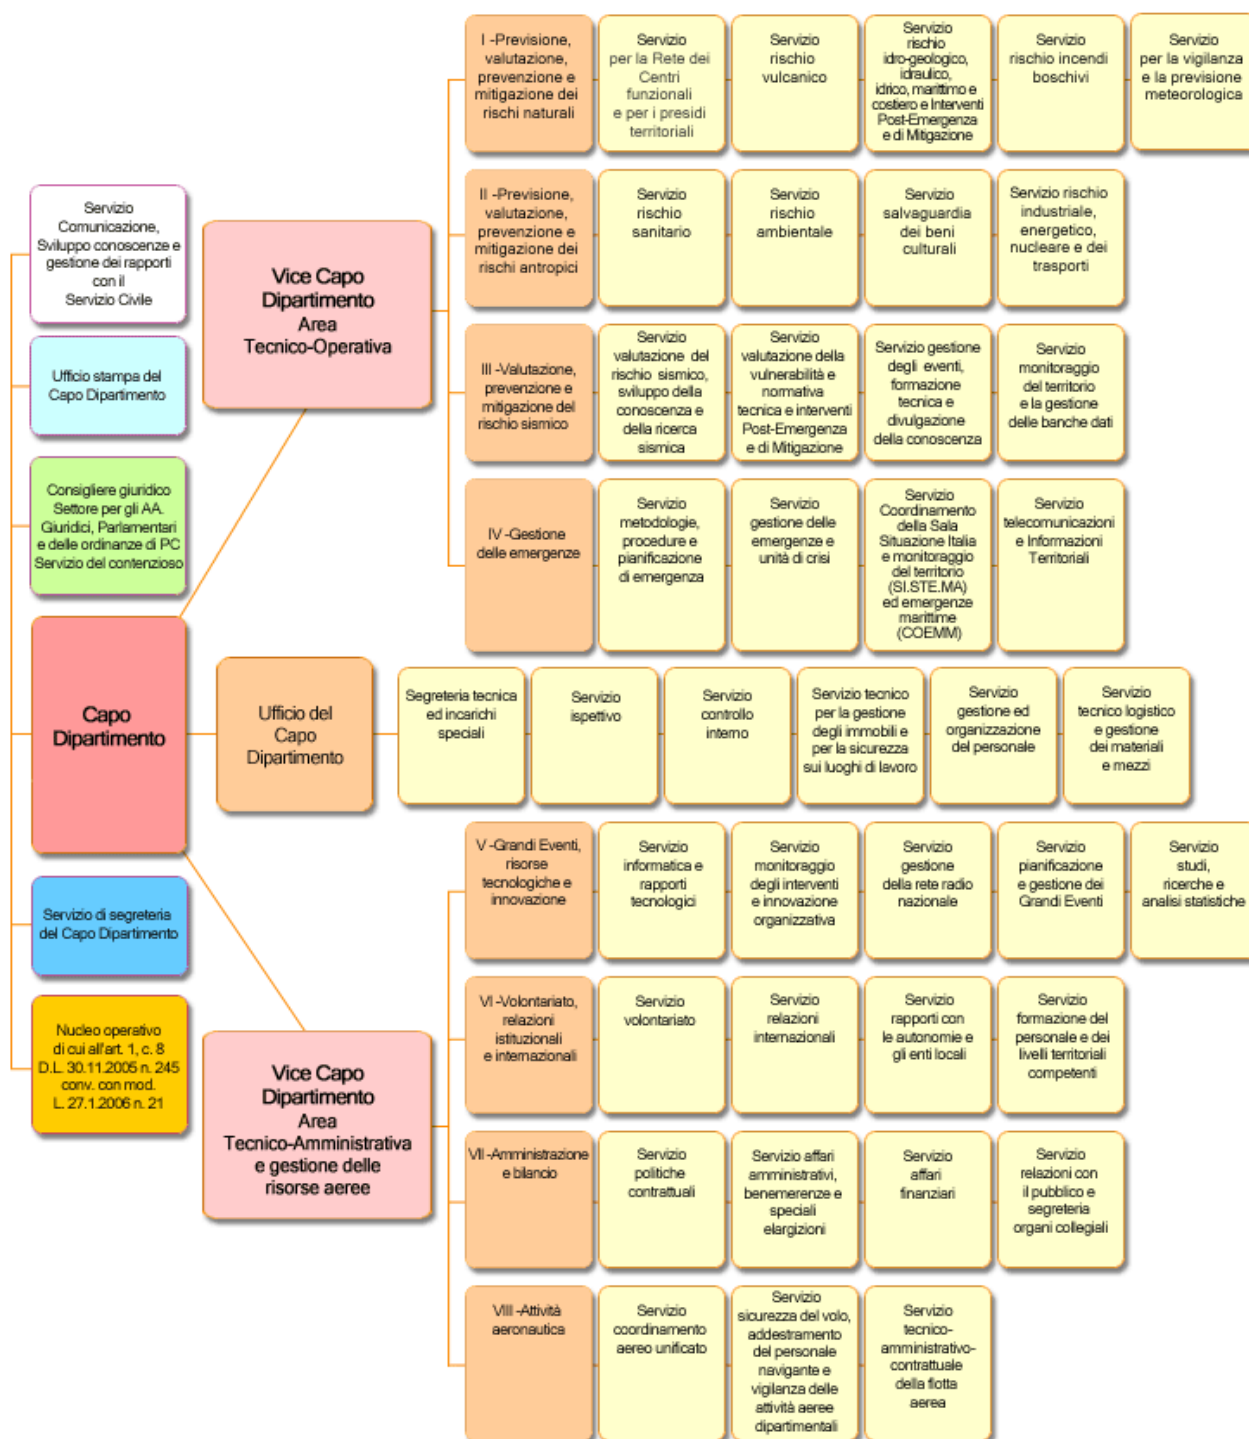 I -Previsione,
valutazione,
prevenzione e
mitigazione dei
rischi naturali
Servizio
per la Rete dei
Centri
funzionali
e per i presidi
territoriali
Servizio
rischio
vulcanico
Servizio
rischio
idro-geologico,
idraulico,
idrico, marittimo e
costiero e Interventi
Post-Emergenza
e di Mitigazione
Servizio
rischio incendi
boschivi
Servizio
per la vigilanza
e la previsione
meteorologica
Servizio
Comunicazione,
Sviluppo conoscenze e
gestione dei rapporti
con il
Servizio Civile
Vice Capo
Dipartimento
Area
Tecnico-Operativa
II -Previsione,
valutazione,
prevenzione e
mitigazione dei
rischi antropici
Servizio
rischio
sanitario
Servizio
rischio
ambientale
Servizio
salvaguardia
dei beni
culturali
Servizio rischio
industriale,
energetico,
nucleare e dei
trasporti
Ufficio stampa del
Capo Dipartimento
III -Valutazione,
prevenzione e
mitigazione del
rischio sismico
Servizio
valutazione del
rischio sismico,
sviluppo della
conoscenza e
della ricerca
sismica
Servizio
valutazione della
vulnerabilità e
normativa
tecnica e interventi
Post-Emergenza
e di Mitigazione
Servizio gestione
degli eventi,
formazione
tecnica e
divulgazione
della conoscenza
Servizio
monitoraggio
del territorio
e la gestione
delle banche dati
Consigliere giuridico
Settore per gli AA.
Giuridici, Parlamentari
e delle ordinanze di PC
Servizio del contenzioso
IV -Gestione
delle emergenze
Servizio
metodologie,
procedure e
pianificazione
di emergenza
Servizio
gestione delle
emergenze e
unità di crisi
Servizio
Coordinamento
della Sala
Situazione Italia
e monitoraggio
del territorio
(SI.STE.MA)
ed emergenze
marittime
(COEMM)
Servizio
telecomunicazioni
e Informazioni
Territoriali
Capo
Dipartimento
Ufficio del
Capo
Dipartimento
Segreteria tecnica
ed incarichi
speciali
Servizio
ispettivo
Servizio
controllo
interno
Servizio tecnico
per la gestione
degli immobili e
per la sicurezza
sui luoghi di lavoro
Servizio
gestione ed
organizzazione
del personale
Servizio
tecnico logistico
e gestione
dei materiali
e mezzi
V -Grandi Eventi,
risorse
tecnologiche e
innovazione
Servizio
informatica e
rapporti
tecnologici
Servizio
monitoraggio
degli interventi
e innovazione
organizzativa
Servizio
gestione
della rete radio
nazionale
Servizio
pianificazione
e gestione dei
Grandi Eventi
Servizio
studi,
ricerche e
analisi statistiche
Servizio di segreteria
del Capo Dipartimento
Nucleo operativo
di cui all'art. 1, c. 8
D.L. 30.11.2005 n. 245
conv. con mod.
L. 27.1.2006 n. 21
Vice Capo
Dipartimento
Area
Tecnico-Amministrativa
e gestione delle
risorse aeree
VI -Volontariato,
relazioni
istituzionali
e internazionali
Servizio
volontariato
Servizio
relazioni
internazionali
Servizio
rapporti con
le autonomie e
gli enti locali
Servizio
formazione del
personale e dei
livelli territoriali
competenti
VII -Amministrazione
e bilancio
Servizio
politiche
contrattuali
Servizio affari
amministrativi,
benemerenze e
speciali
elargizioni
Servizio
affari
finanziari
Servizio
relazioni con
il pubblico e
segreteria
organi collegiali
VIII -Attività
aeronautica
Servizio
coordinamento
aereo unificato
Servizio
sicurezza del volo,
addestramento
del personale
navigante e
vigilanza delle
attività aeree
dipartimentali
Servizio
tecnico-
amministrativo-
contrattuale
della flotta
aerea